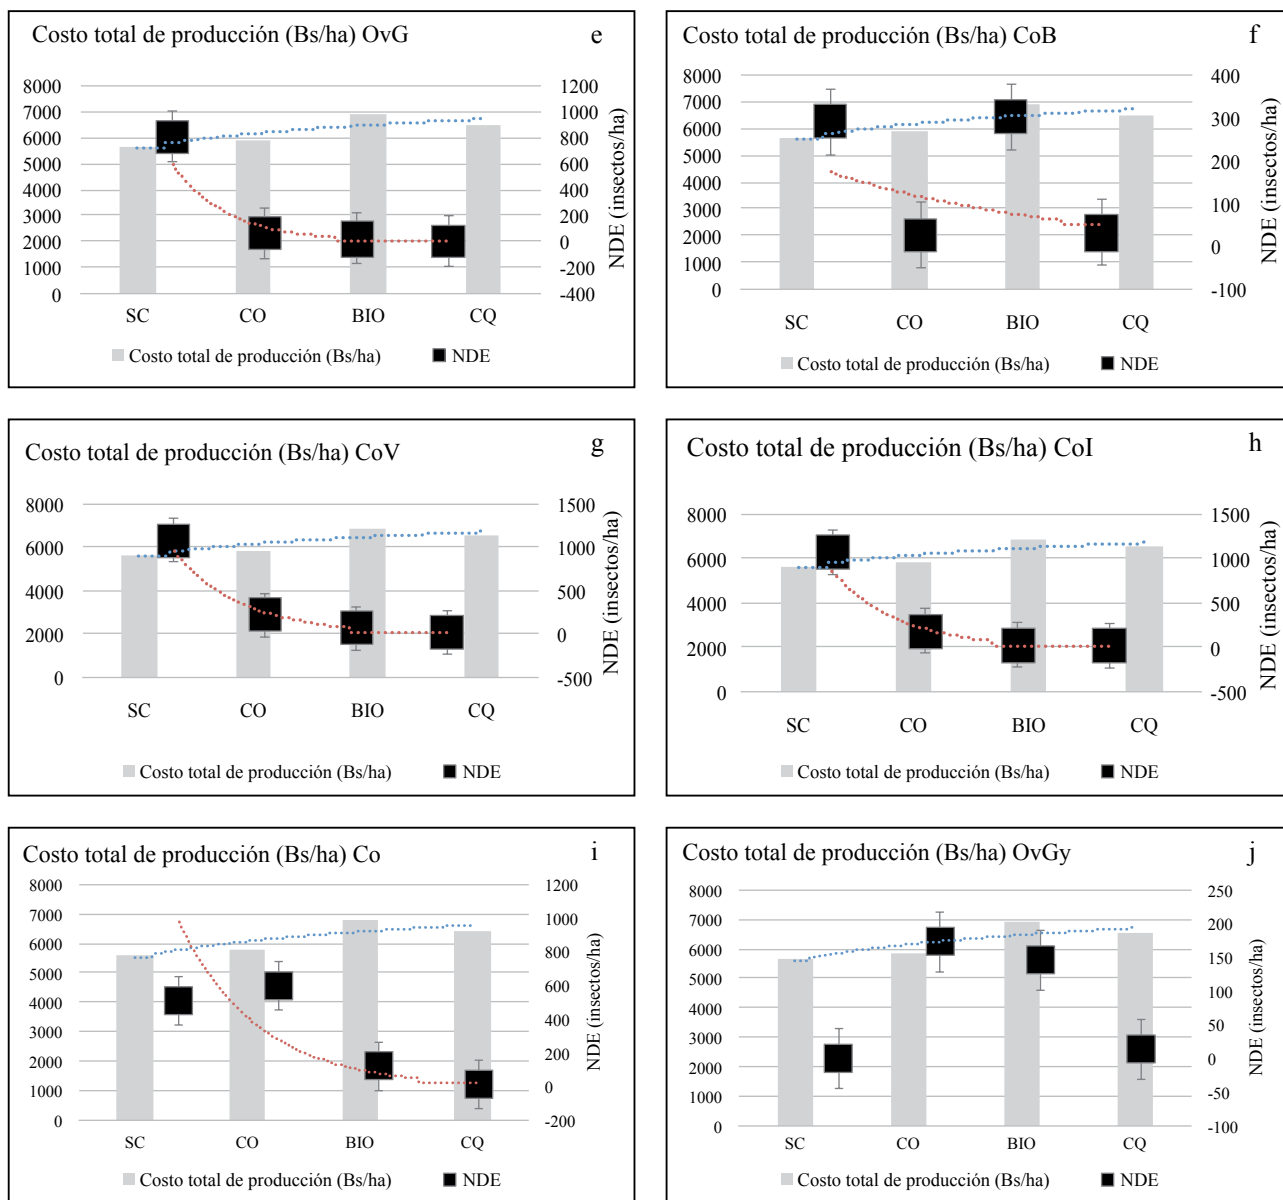 Costo total de producción (Bs/ha) OvG e
8000 1200
7000 1000
6000 800
5000 600
4000 400
3000 200
2000 0
1000 -200
0 -400
SC CO BIO CQ
NDE (insectos/ha)
Costo total de producción (Bs/ha) NDE
Costo total de producción (Bs/ha) CoB f
8000 400
7000 300
6000 200
5000 100
4000 0
3000 -100
2000
1000
0
SC CO BIO CQ
NDE (insectos/ha)
Costo total de producción (Bs/ha) NDE
Costo total de producción (Bs/ha) CoV g
8000 1500
6000 1000
4000 500
2000 0
0 -500
SC CO BIO CQ
NDE (insectos/ha)
Costo total de producción (Bs/ha) NDE
Costo total de producción (Bs/ha) CoI h
8000 1500
6000 1000
4000 500
2000 0
0 -500
SC CO BIO CQ
NDE (insectos/ha)
Costo total de producción (Bs/ha) NDE
Costo total de producción (Bs/ha) Co i
8000 1200
7000 1000
6000 800
5000 600
4000 400
3000 200
2000 0
1000 -200
0
SC CO BIO CQ
NDE (insectos/ha)
Costo total de producción (Bs/ha) NDE
Costo total de producción (Bs/ha) OvGy j
8000 250
7000 200
6000 150
5000 100
4000 50
3000 0
2000 -50
1000 -100
0
SC CO BIO CQ
NDE (insectos/ha)
Costo total de producción (Bs/ha) NDE